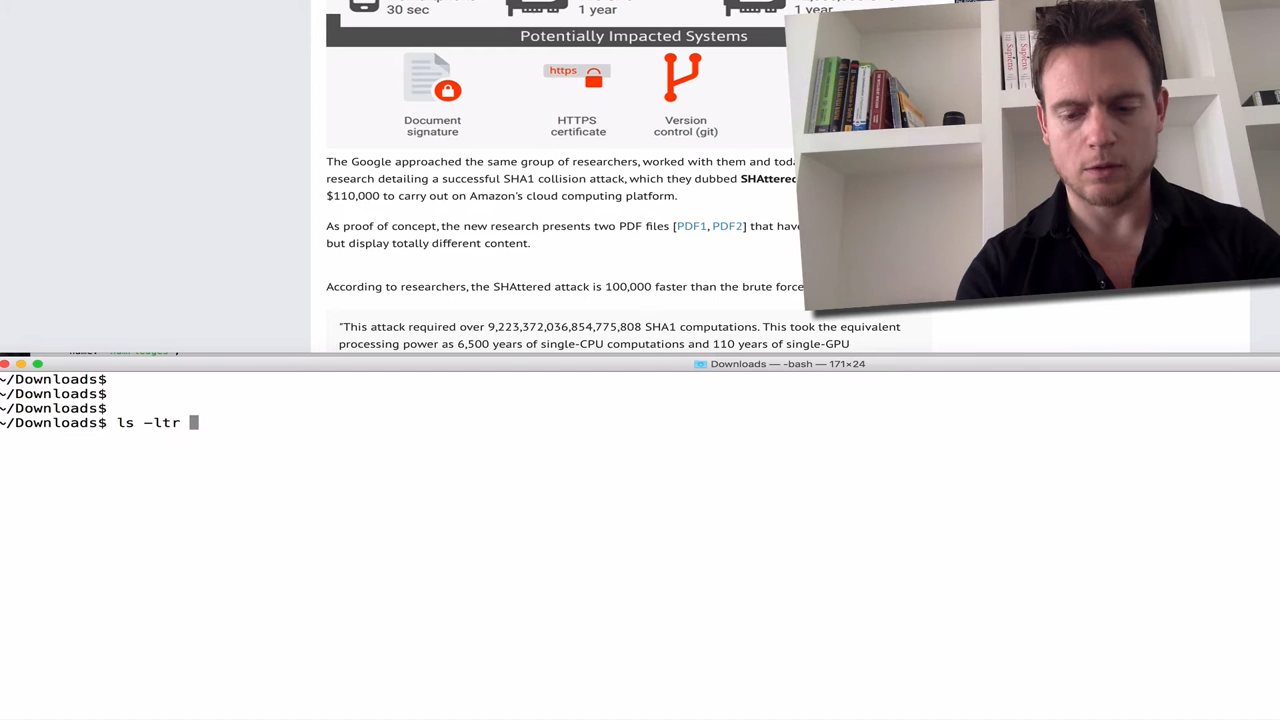 30 sec
1 year
1 year
Potentially Impacted Systems
https
Document
signature
HTTPS
certificate
Version
control (git)
Sapiens
Sapiens
The Google approached the same group of researchers, worked with them and toda
research detailing a successful SHA1 collision attack, which they dubbed SHAttered
$110,000 to carry out on Amazon's cloud computing platform.
As proof of concept, the new research presents two PDF files [PDF1, PDF2] that have
but display totally different content.
According to researchers, the SHAttered attack is 100,000 faster than the brute force
"This attack required over 9,223,372,036,854,775,808 SHA1 computations. This took the equivalent
processing power as 6,500 years of single-CPU computations and 110 years of single-GPU
Downloads — -bash — 171×24
~/Downloads$
~/Downloads$
~/Downloads$
~/Downloads$ ls -ltr